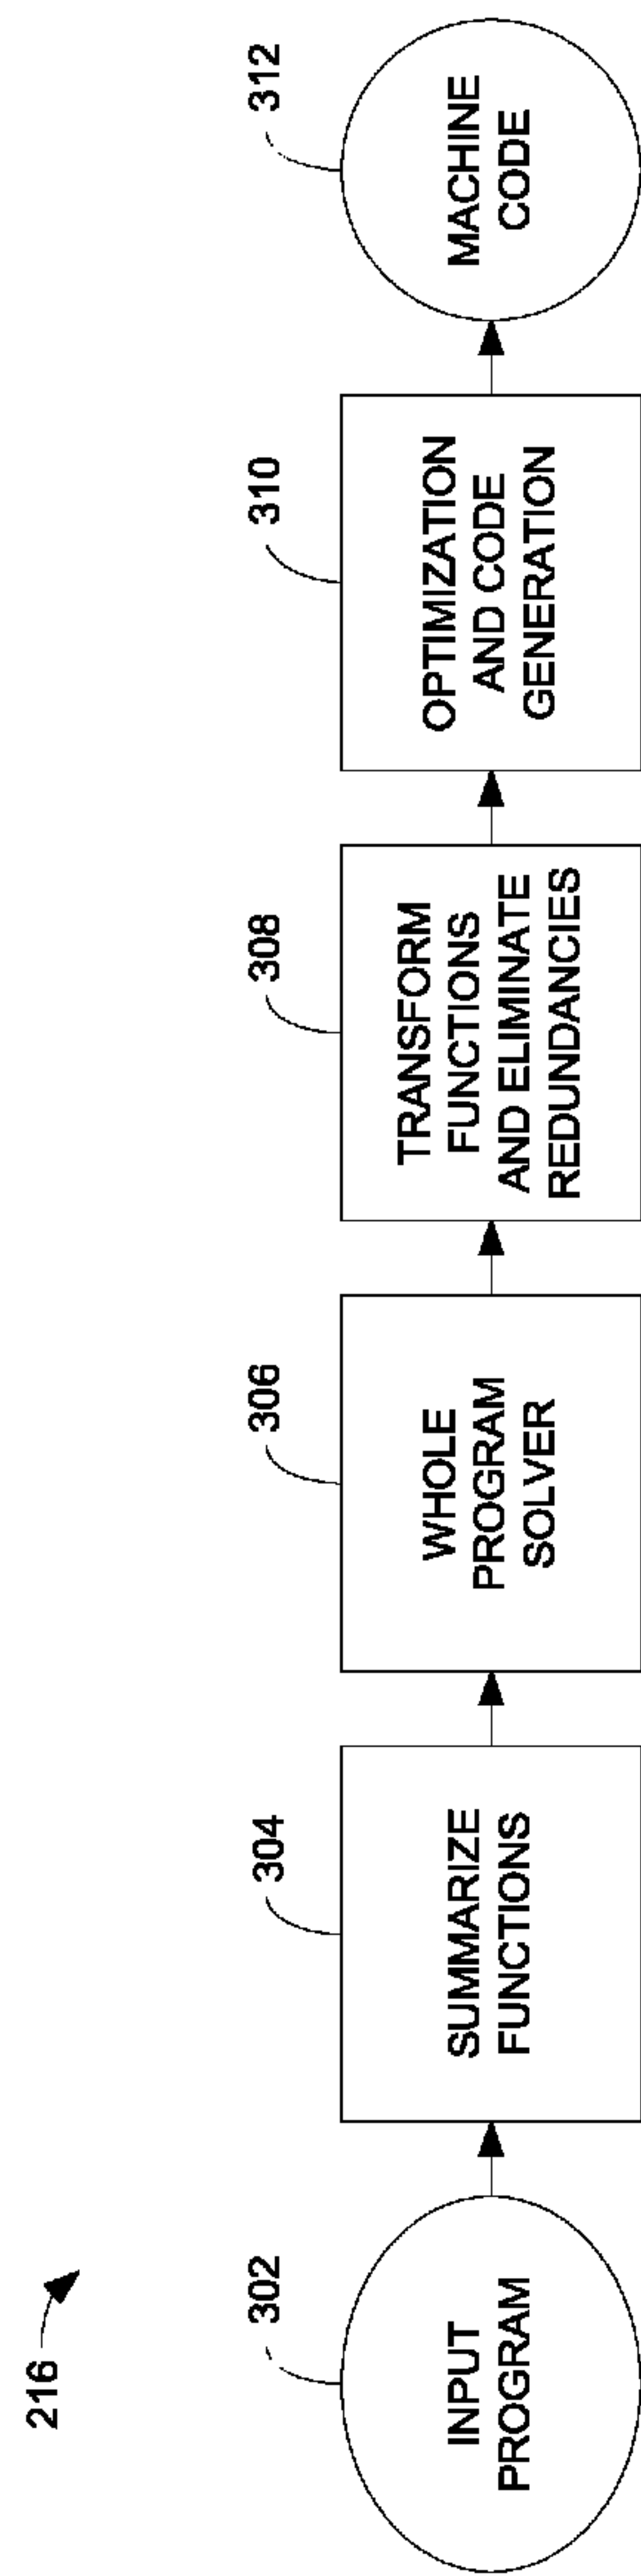 216
302
INPUT
PROGRAM
304
SUMMARIZE
FUNCTIONS
306
WHOLE
PROGRAM
SOLVER
308
TRANSFORM
FUNCTIONS
AND ELIMINATE
REDUNDANCIES
310
OPTIMIZATION
AND CODE
GENERATION
312
MACHINE
CODE